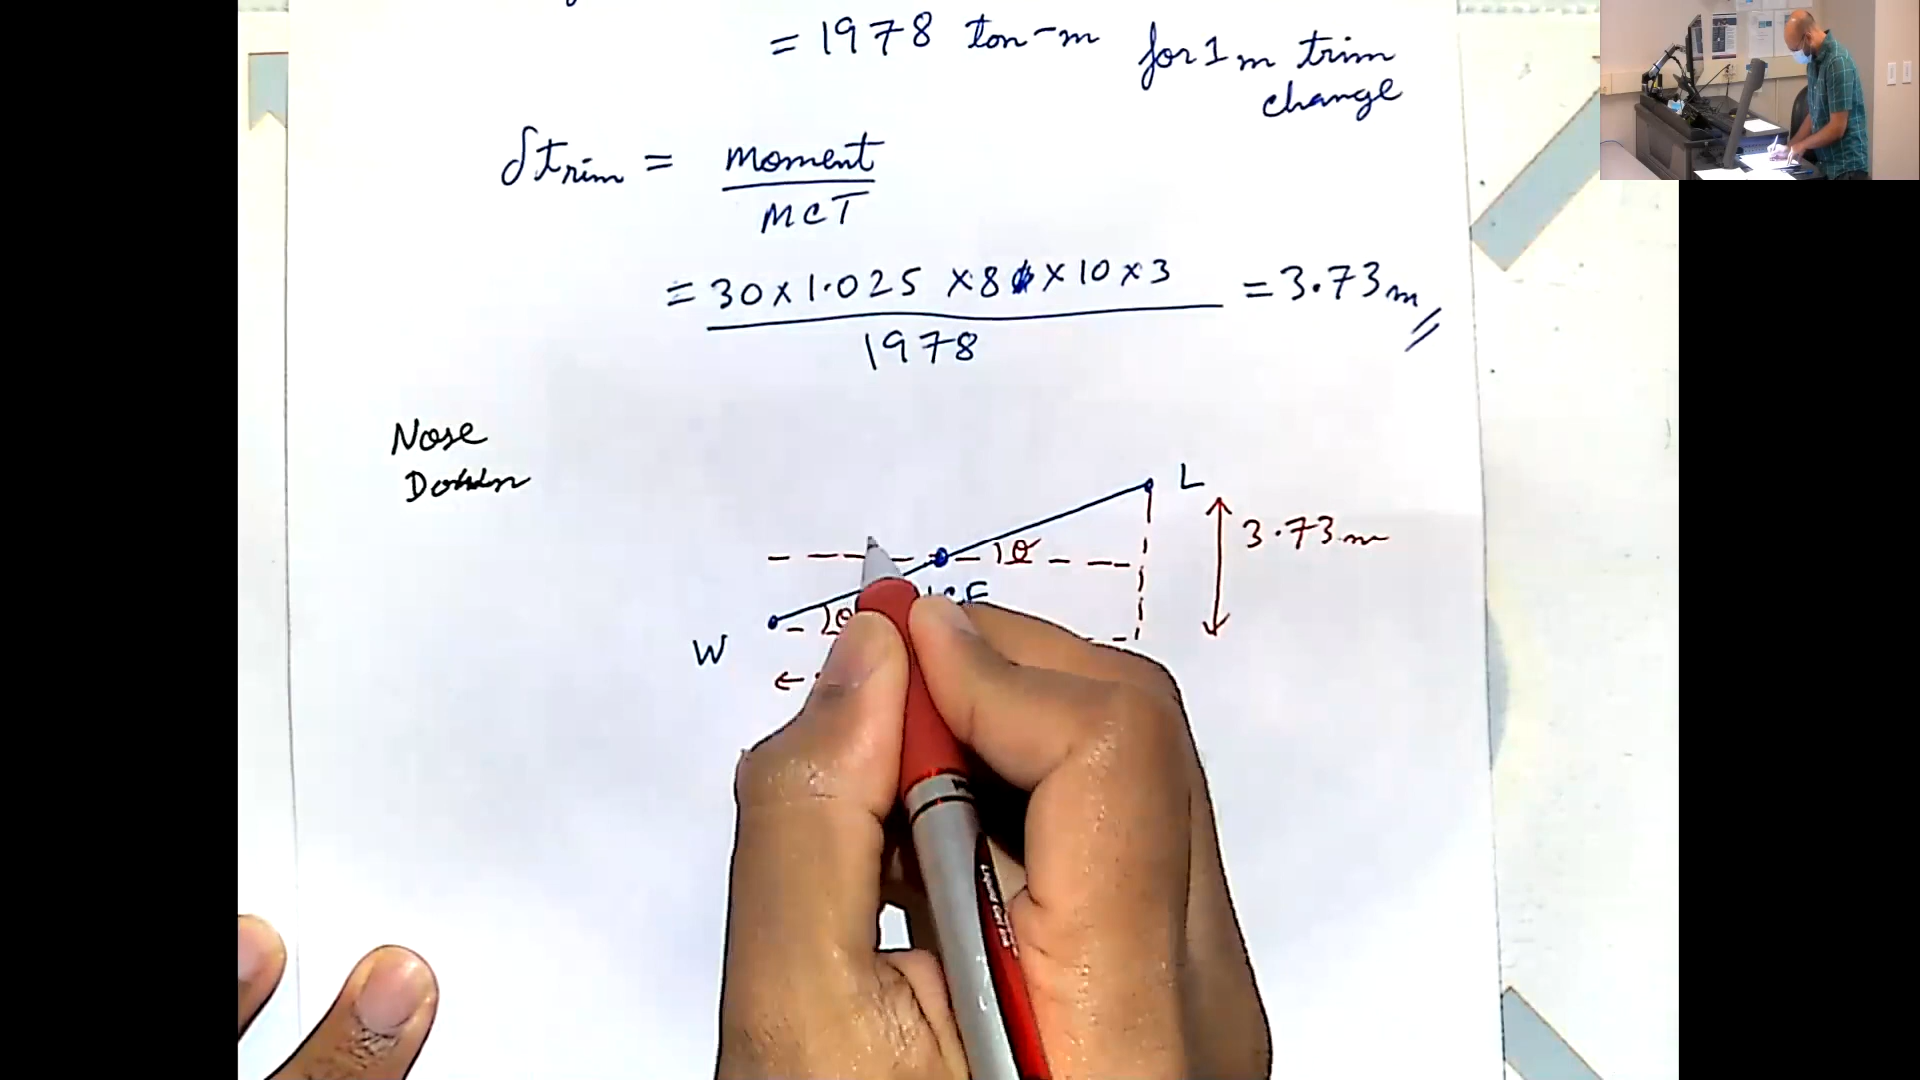 = 1978 ton-m for 1 m trim
change
δtrim = moment
MCT
= 30 x 1.025 x 8 x 10 x 3 = 3.73 m
1978
Nose
Down
L
3.73 m
θ
θ
W